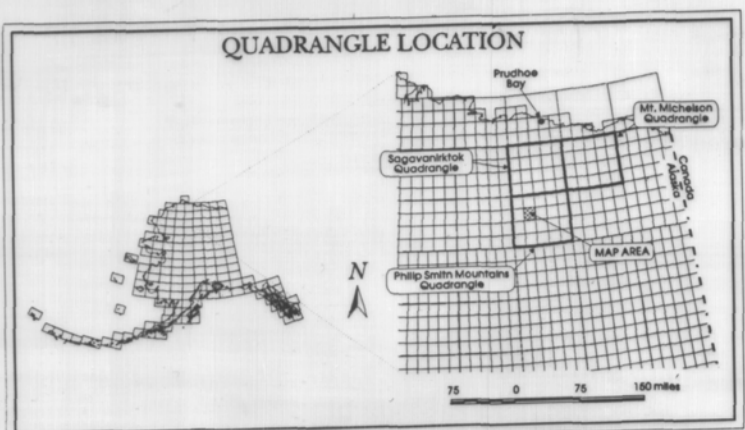 QUADRANGLE LOCATION
Prudhoe
Bay
Mt. Michelson
Quadrangle
Sagavanirktok
Quadrangle
Canada
Alaska
N
MAP AREA
Philip Smith Mountains
Quadrangle
75 0 75 150 miles